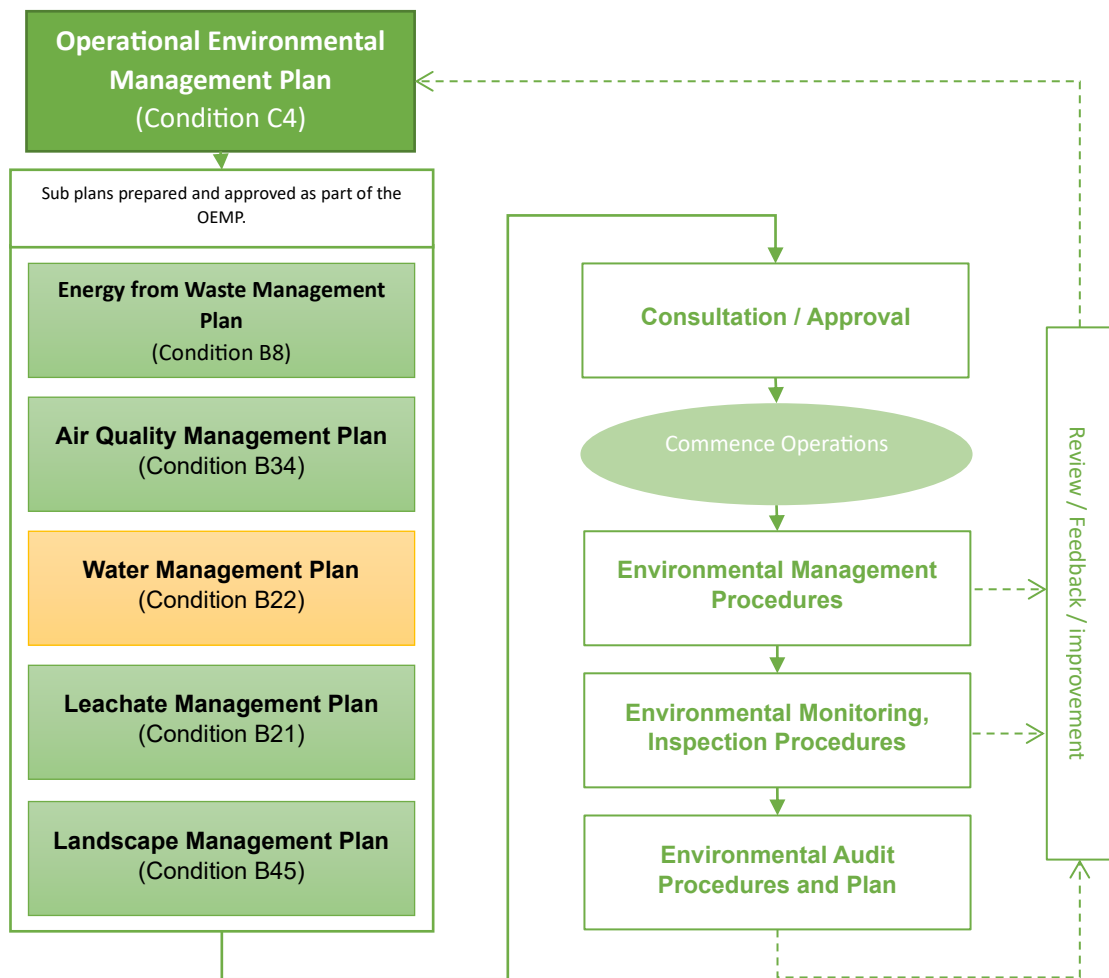 Operational Environmental
Management Plan
(Condition C4)
Sub plans prepared and approved as part of the
OEMP.
Energy from Waste Management
Plan
(Condition B8)
Air Quality Management Plan
(Condition B34)
Water Management Plan
(Condition B22)
Leachate Management Plan
(Condition B21)
Landscape Management Plan
(Condition B45)
Consultation / Approval
Commence Operations
Environmental Management
Procedures
Environmental Monitoring,
Inspection Procedures
Environmental Audit
Procedures and Plan
Review / Feedback / improvement